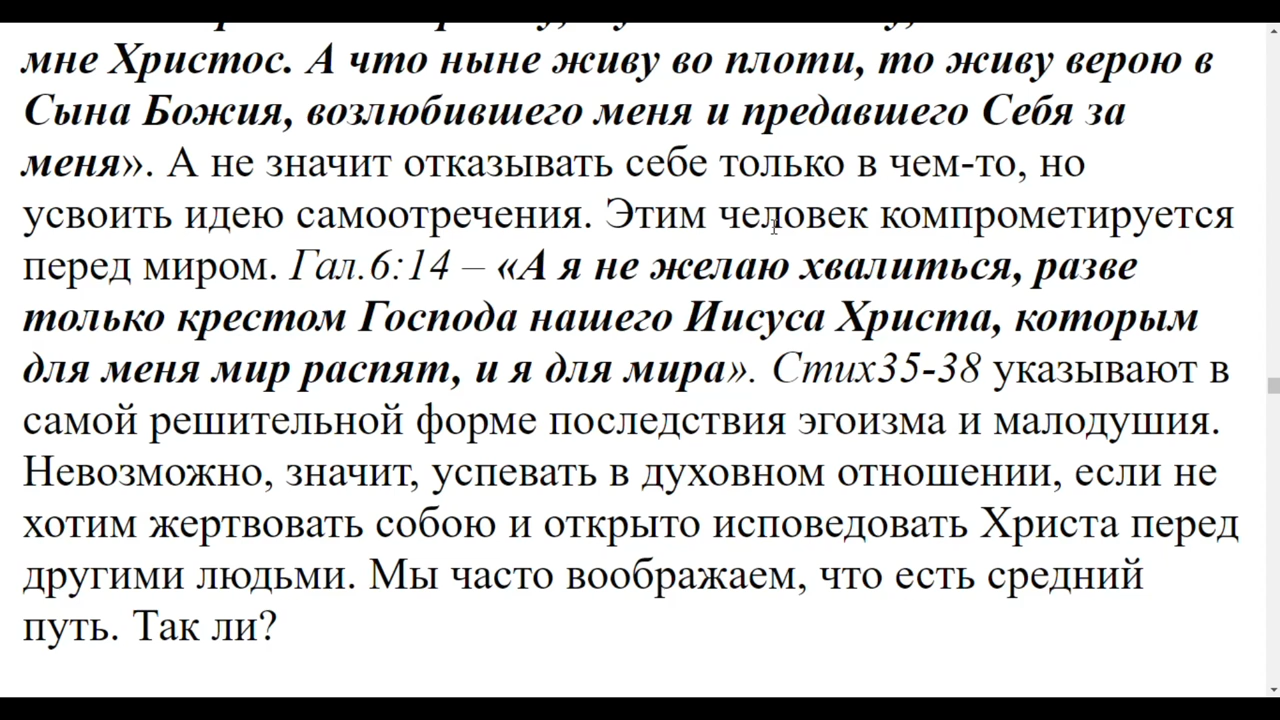 мне Христос. А что ныне живу во плоти, то живу верою в
Сына Божия, возлюбившего меня и предавшего Себя за
меня». А не значит отказывать себе только в чем-то, но
усвоить идею самоотречения. Этим человек компрометируется
перед миром. Гал.6:14 – «А я не желаю хвалиться, разве
только крестом Господа нашего Иисуса Христа, которым
для меня мир распят, и я для мира». Стих35-38 указывают в
самой решительной форме последствия эгоизма и малодушия.
Невозможно, значит, успевать в духовном отношении, если не
хотим жертвовать собою и открыто исповедовать Христа перед
другими людьми. Мы часто воображаем, что есть средний
путь. Так ли?